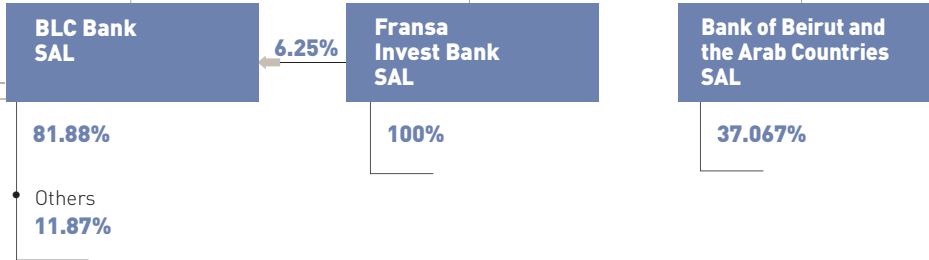 BLC Bank
SAL
6.25%
Fransa
Invest Bank
SAL
Bank of Beirut and
the Arab Countries
SAL
81.88%
100%
37.067%
Others
11.87%